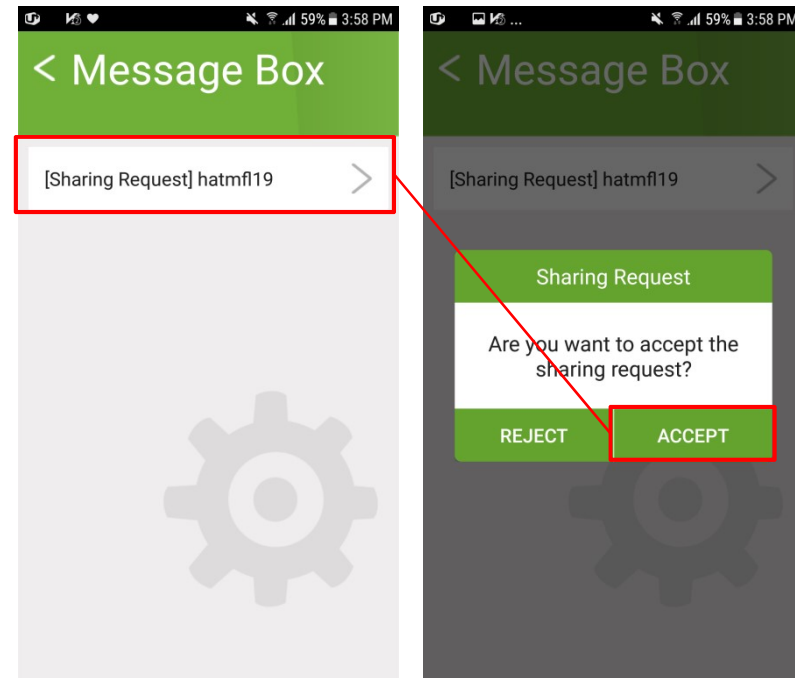 59% 3:58 PM
< Message Box
[Sharing Request] hatmfl19
... 59% 3:58 PM
< Message Box
[Sharing Request] hatmfl19
Sharing Request
Are you want to accept the
sharing request?
REJECT ACCEPT